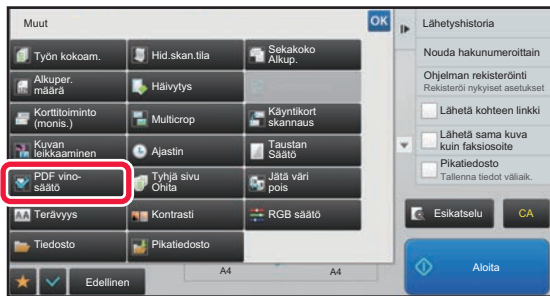 Muut
OK
Työn kokoam.
Hid.skan.tila
Sekakoko
Alkup.
Alkuper.
määrä
Häivytys
Korttitoiminto
(monis.)
Multicrop
Käyntikort
skannaus
Kuvan
leikkaaminen
Ajastin
Taustan
Säätö
PDF vino-
säätö
Tyhjä sivu
Ohita
Jätä väri
pois
AA Terävyys
Kontrasti
RGB säätö
Tiedosto
Pikatiedosto
Edellinen
A4
A4
Lähetyshistoria
Nouda hakunumeroittain
Ohjelman rekisteröinti
Rekisteröi nykyiset asetukset
Lähetä kohteen linkki
Lähetä sama kuva
kuin faksiosoite
Pikatiedosto
Tallenna tiedot väliaik.
Esikatselu
CA
Aloita